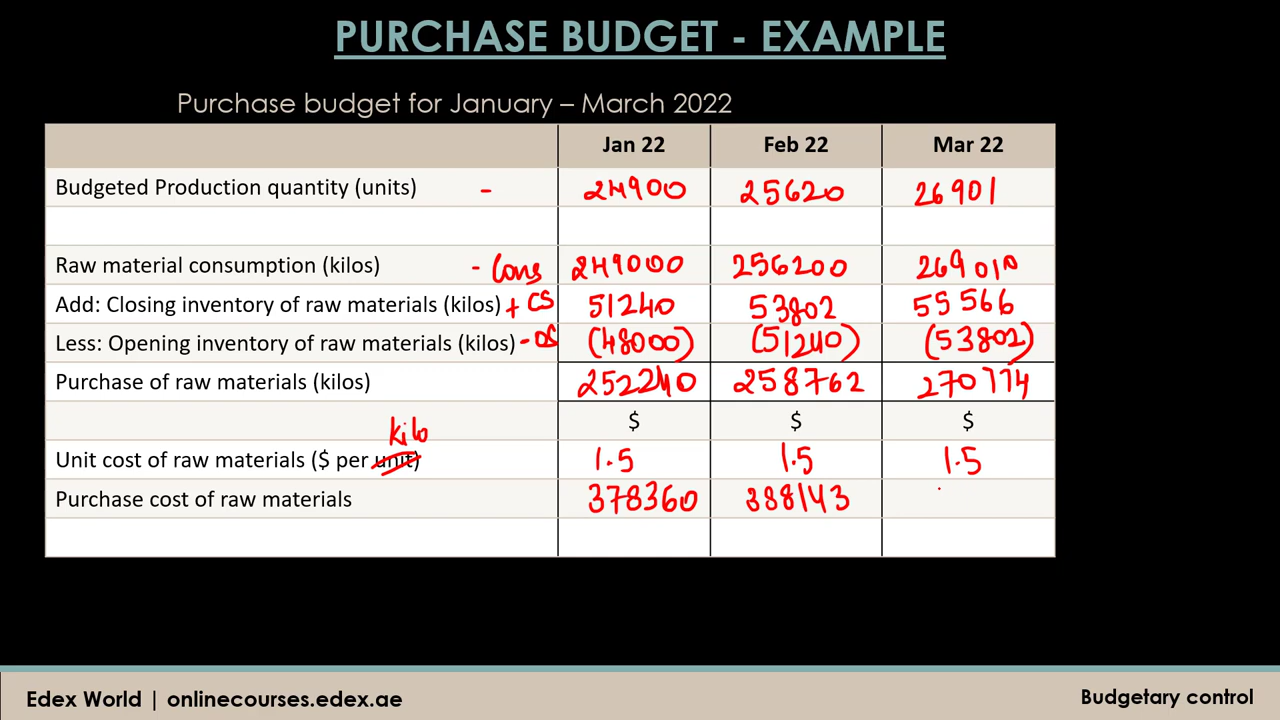 PURCHASE BUDGET - EXAMPLE
Purchase budget for January – March 2022
Jan 22 Feb 22 Mar 22
Budgeted Production quantity (units) - 24900 25620 26901
Raw material consumption (kilos) - Cons 249000 256200 269010
Add: Closing inventory of raw materials (kilos) + CS 51240 53802 55566
Less: Opening inventory of raw materials (kilos) - OS (48000) (51240) (53802)
Purchase of raw materials (kilos) 252240 258762 270774
$ $ $
kilo
Unit cost of raw materials ($ per unit) 1.5 1.5 1.5
Purchase cost of raw materials 378360 388143
Edex World | onlinecourses.edex.ae
Budgetary control